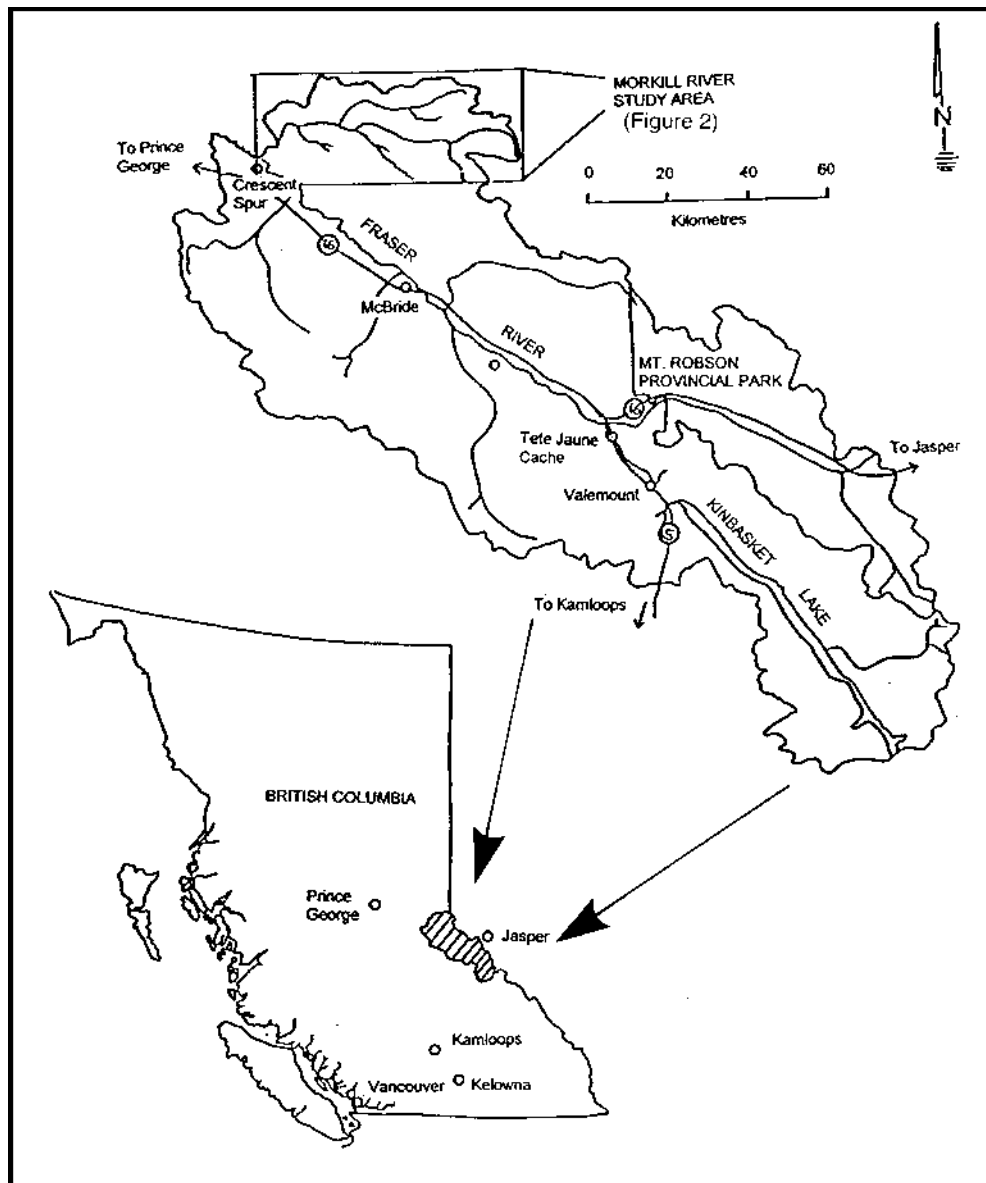 MORKILL RIVER
STUDY AREA
(Figure 2)
N
To Prince
George
Crescent
Spur
0 20 40 60
Kilometres
16
FRASER
McBride
RIVER
MT. ROBSON
PROVINCIAL PARK
16
Tete Jaune
Cache
To Jasper
Valemount
5
KINBASKET
LAKE
To Kamloops
BRITISH COLUMBIA
Prince
George
Jasper
Kamloops
Vancouver
Kelowna